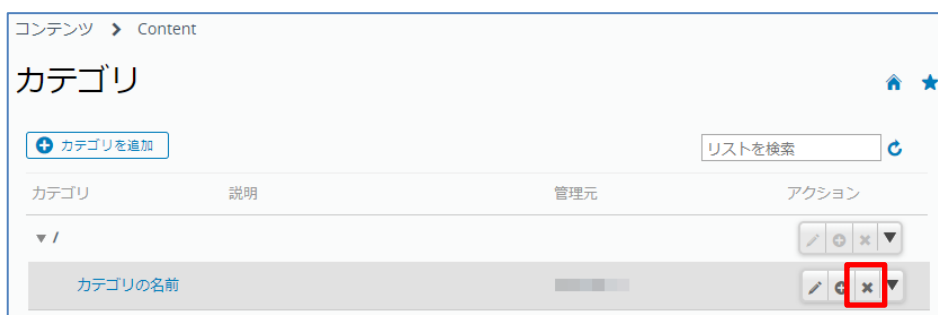 コンテンツ > Content
カテゴリ
カテゴリを追加
リストを検索
カテゴリ 説明 管理元 アクション
/
カテゴリの名前